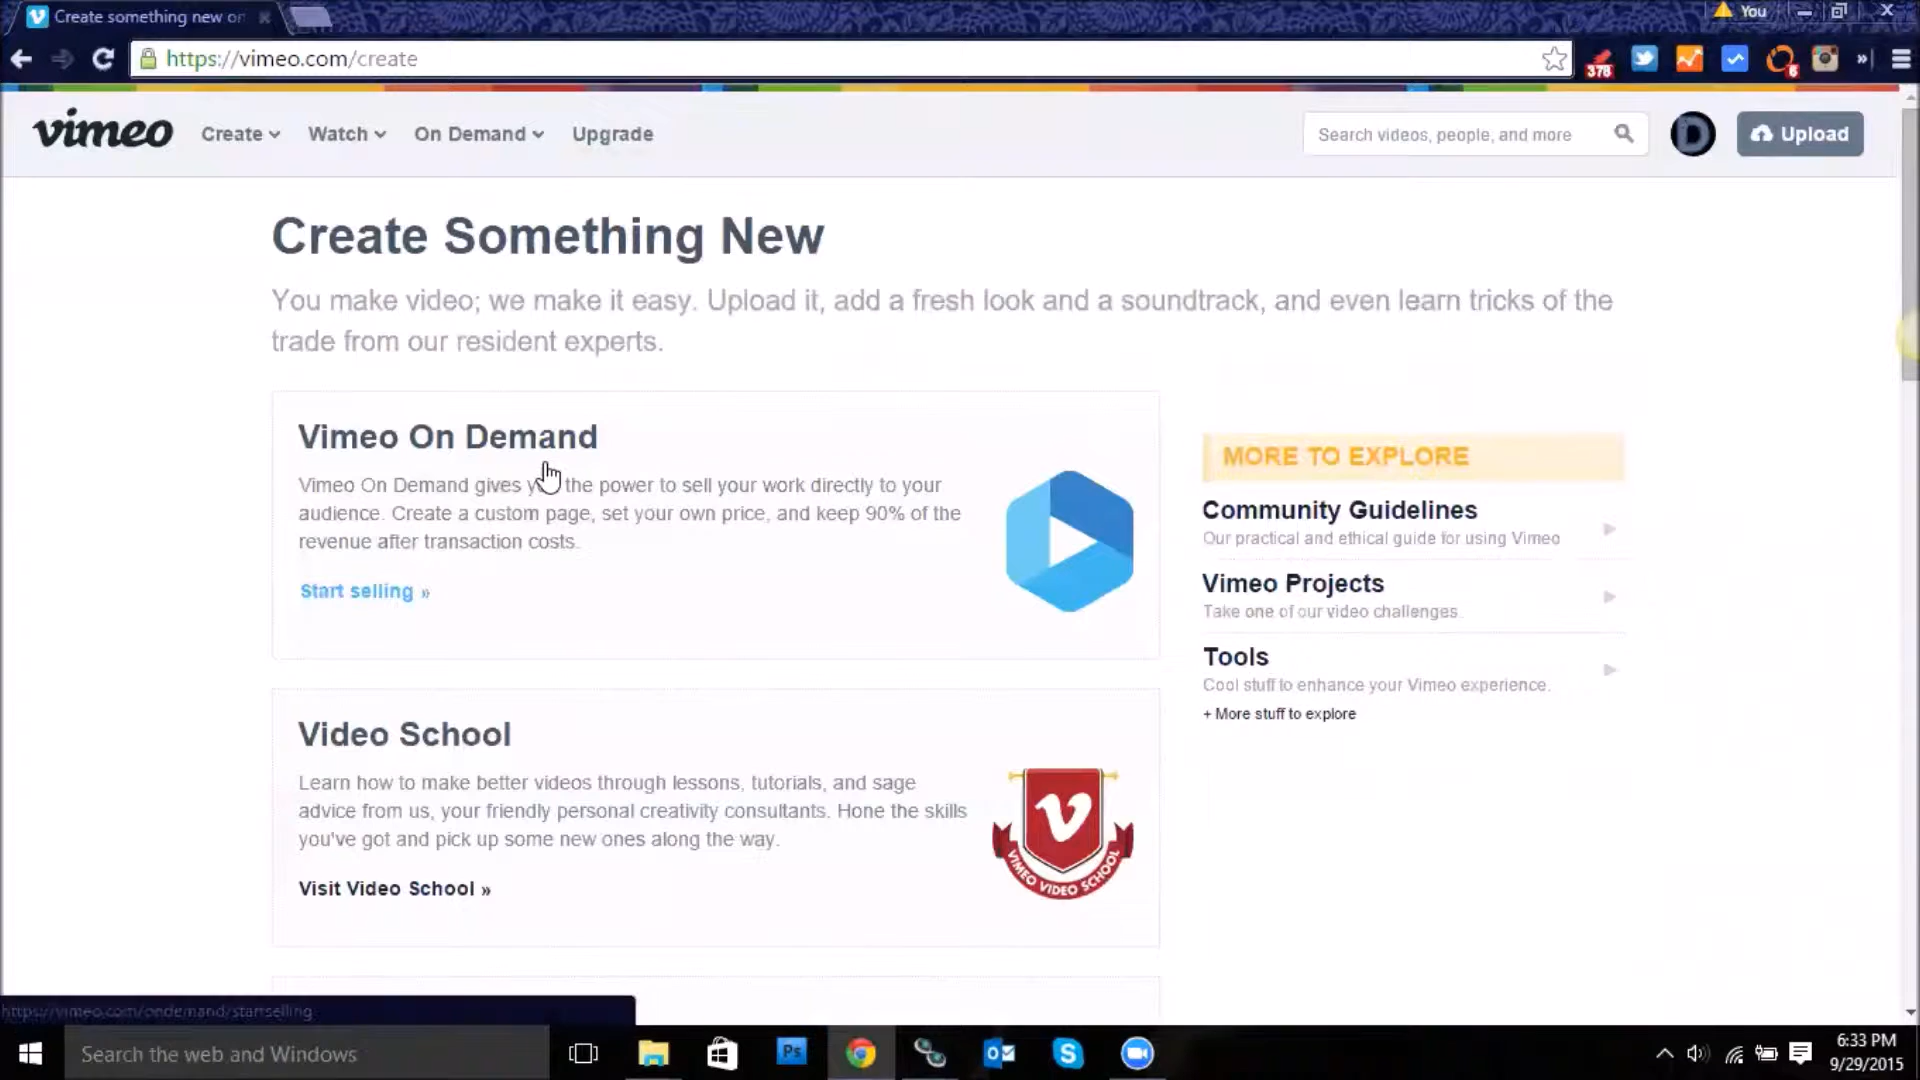 Create something new on
You
https://vimeo.com/create
378
6
vimeo
Create
Watch
On Demand
Upgrade
Search videos, people, and more
D
Upload
Create Something New
You make video; we make it easy. Upload it, add a fresh look and a soundtrack, and even learn tricks of the
trade from our resident experts.
Vimeo On Demand
Vimeo On Demand gives the power to sell your work directly to your
audience. Create a custom page, set your own price, and keep 90% of the
revenue after transaction costs.
Start selling »
MORE TO EXPLORE
Community Guidelines
Our practical and ethical guide for using Vimeo
Vimeo Projects
Take one of our video challenges.
Tools
Cool stuff to enhance your Vimeo experience.
+ More stuff to explore
Video School
Learn how to make better videos through lessons, tutorials, and sage
advice from us, your friendly personal creativity consultants. Hone the skills
you've got and pick up some new ones along the way.
Visit Video School »
VIMEO VIDEO SCHOOL
https://vimeo.com/ondemand/startselling
Search the web and Windows
Ps
6:33 PM
9/29/2015